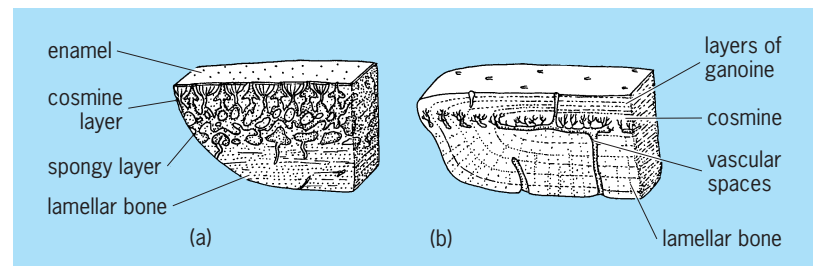 enamel
cosmine
layer
spongy layer
lamellar bone
(a)
layers of
ganoine
cosmine
vascular
spaces
lamellar bone
(b)